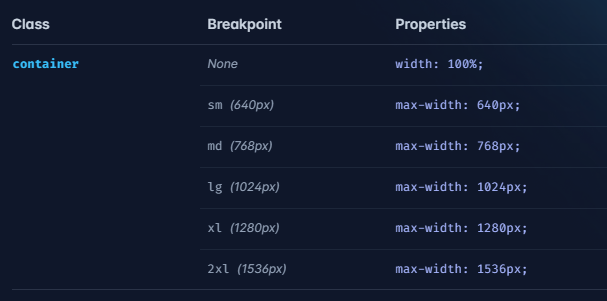 Class Breakpoint Properties
container None width: 100%;
sm (640px) max-width: 640px;
md (768px) max-width: 768px;
lg (1024px) max-width: 1024px;
xl (1280px) max-width: 1280px;
2xl (1536px) max-width: 1536px;